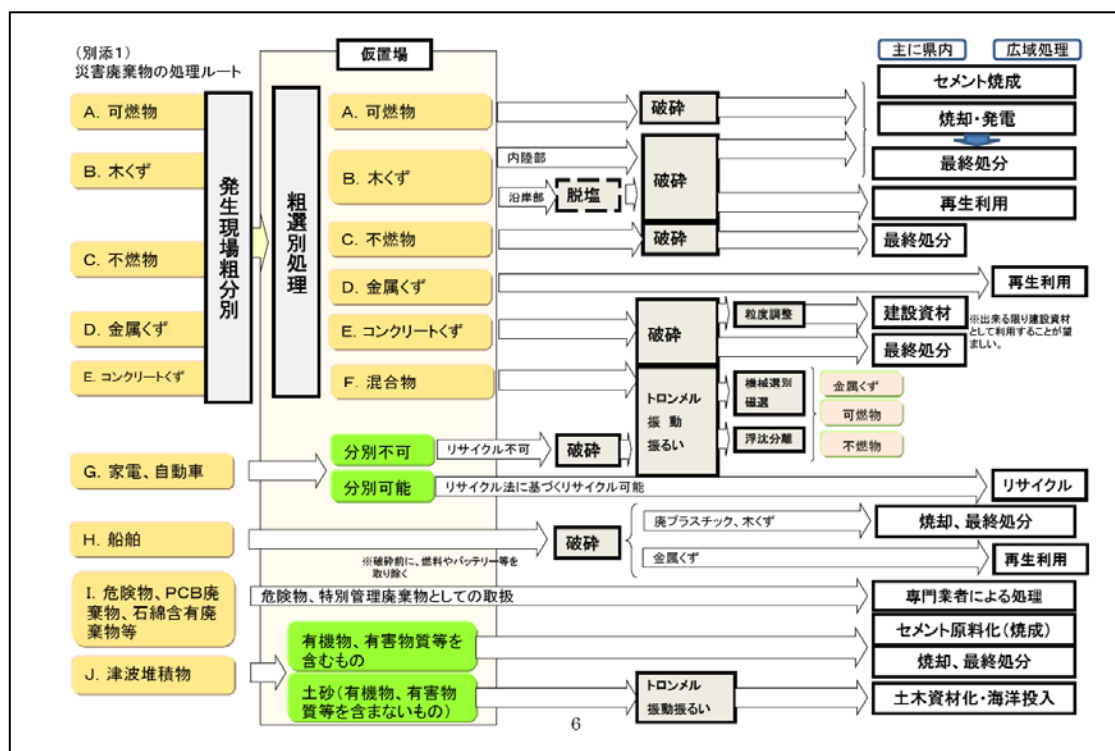 (別添1)
災害廃棄物の処理ルート
仮置場
主に県内
広域処理
A. 可燃物
B. 木くず
C. 不燃物
D. 金属くず
E. コンクリートくず
発生現場粗分別
粗選別処理
A. 可燃物
破砕
セメント焼成
焼却・発電
最終処分
B. 木くず
内陸部
沿岸部
脱塩
破砕
再生利用
C. 不燃物
破砕
最終処分
D. 金属くず
再生利用
E. コンクリートくず
破砕
粒度調整
建設資材
※出来る限り建設資材
として利用することが望
ましい。
最終処分
F. 混合物
トロンメル
振 動
振るい
機械選別
磁選
浮沈分離
金属くず
可燃物
不燃物
G. 家電、自動車
分別不可
リサイクル不可
破砕
分別可能
リサイクル法に基づくリサイクル可能
リサイクル
H. 船舶
※破砕前に、燃料やバッテリー等を
取り除く
破砕
廃プラスチック、木くず
焼却、最終処分
金属くず
再生利用
I. 危険物、PCB廃
棄物、石綿含有廃
棄物等
危険物、特別管理廃棄物としての取扱
専門業者による処理
J. 津波堆積物
有機物、有害物質等を
含むもの
セメント原料化(焼成)
焼却、最終処分
土砂(有機物、有害物
質等を含まないもの)
トロンメル
振動振るい
土木資材化・海洋投入
6